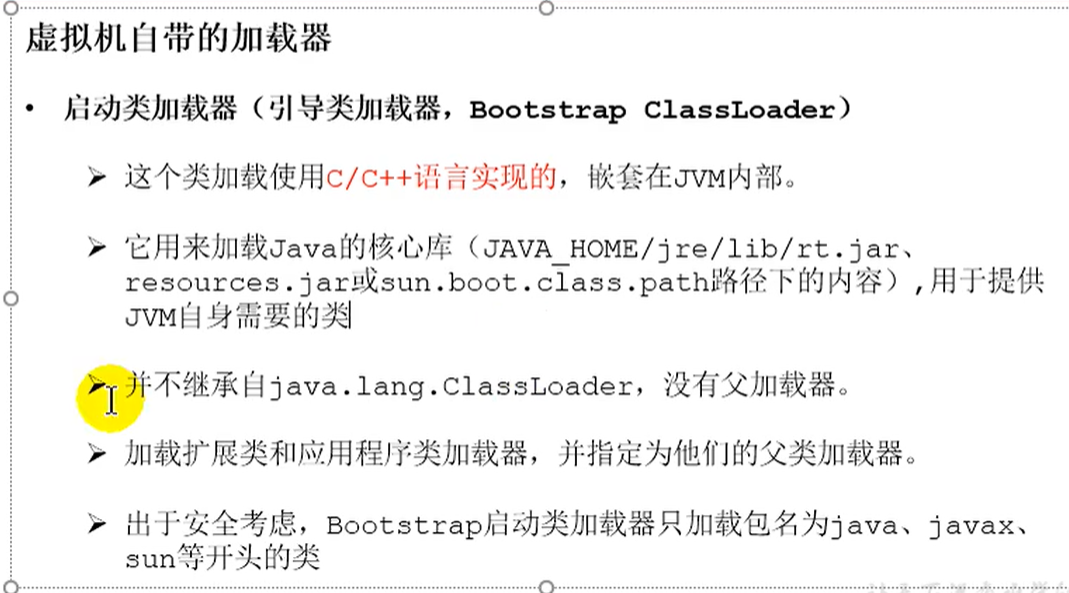 虚拟机自带的加载器
• 启动类加载器（引导类加载器，Bootstrap ClassLoader）
➢ 这个类加载使用C/C++语言实现的，嵌套在JVM内部。
➢ 它用来加载Java的核心库（JAVA_HOME/jre/lib/rt.jar、
resources.jar或sun.boot.class.path路径下的内容）,用于提供
JVM自身需要的类
➢ 并不继承自java.lang.ClassLoader，没有父加载器。
➢ 加载扩展类和应用程序类加载器，并指定为他们的父类加载器。
➢ 出于安全考虑，Bootstrap启动类加载器只加载包名为java、javax、
sun等开头的类